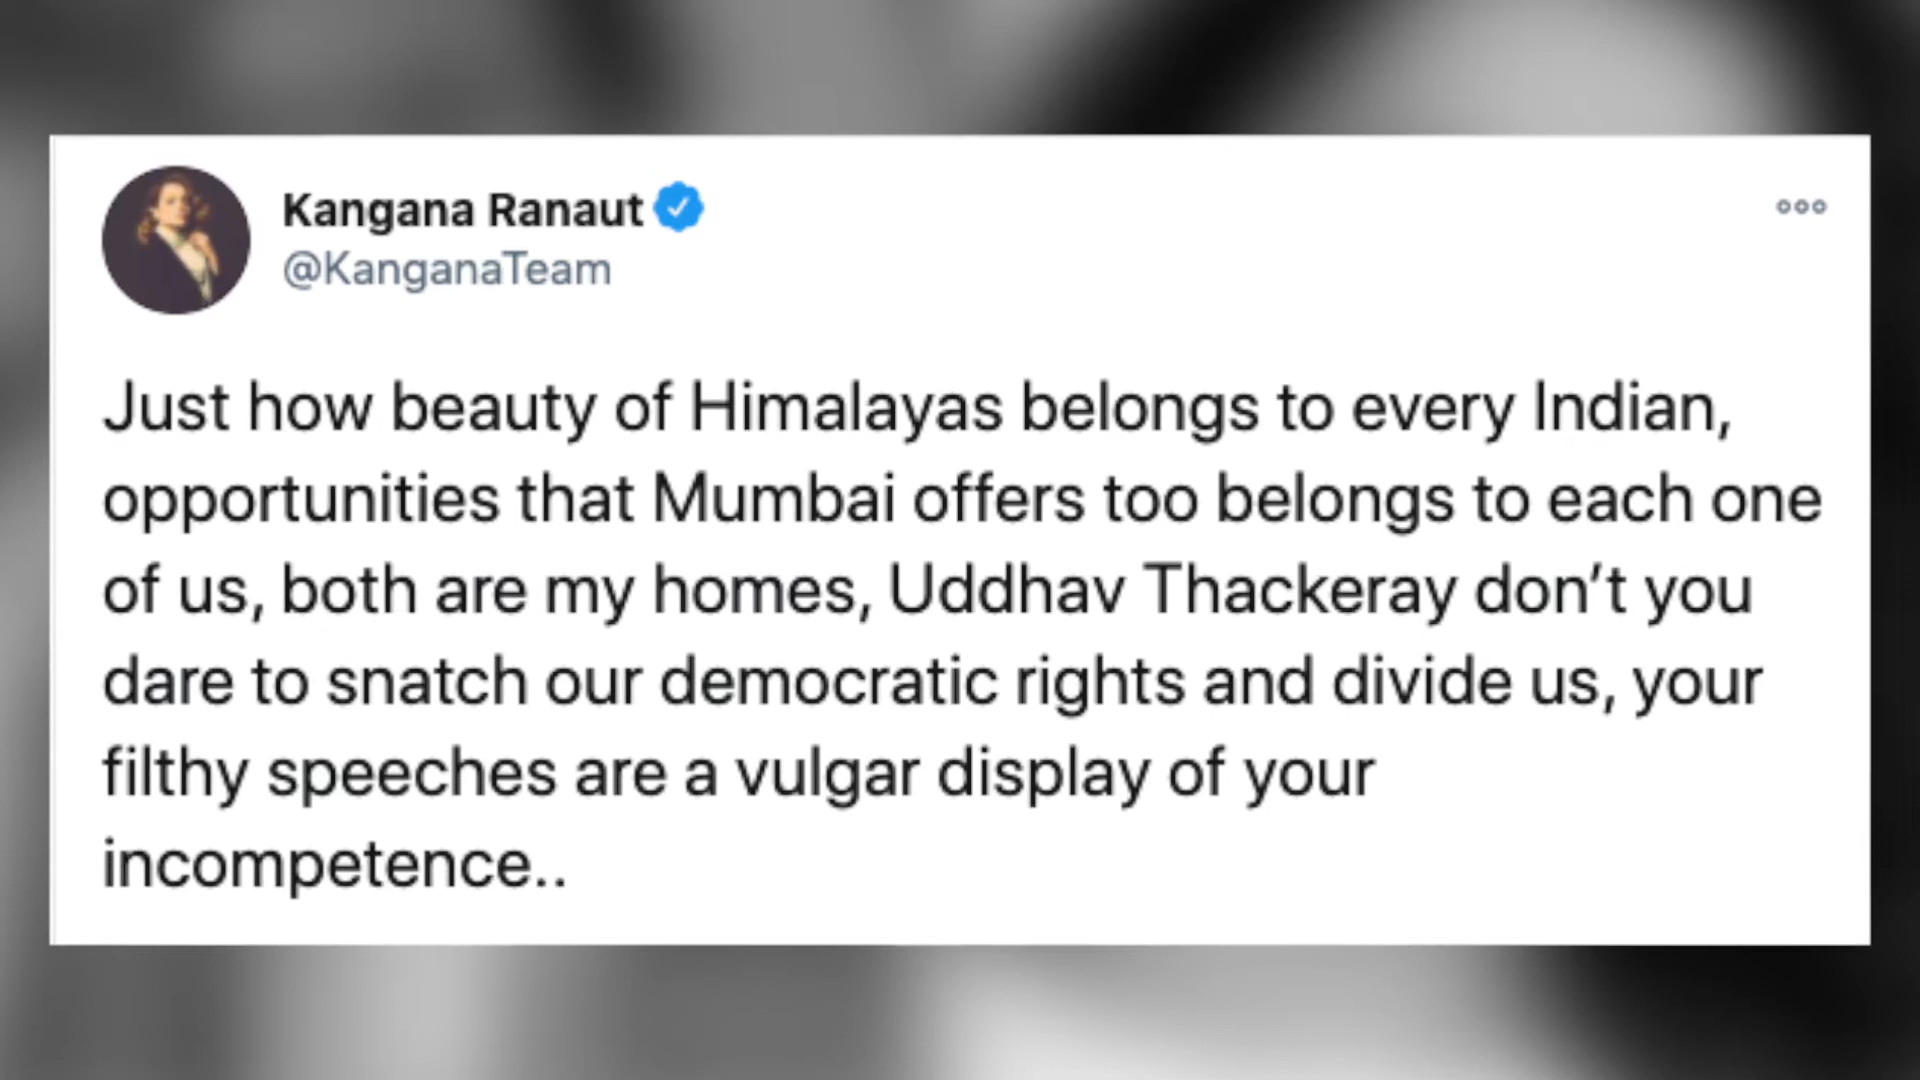 Kangana Ranaut
@KanganaTeam
Just how beauty of Himalayas belongs to every Indian,
opportunities that Mumbai offers too belongs to each one
of us, both are my homes, Uddhav Thackeray don’t you
dare to snatch our democratic rights and divide us, your
filthy speeches are a vulgar display of your
incompetence..